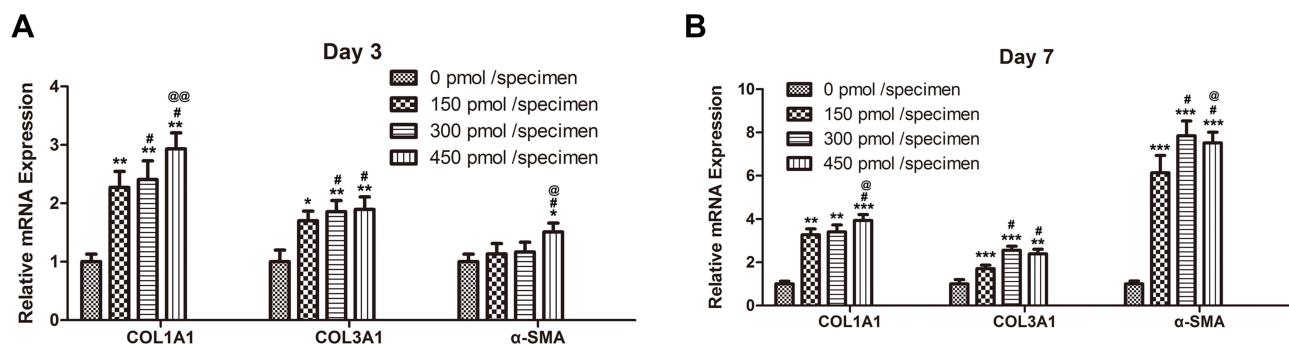 A
Day 3
0 pmol /specimen
150 pmol /specimen
300 pmol /specimen
450 pmol /specimen
Relative mRNA Expression
4
3
2
1
0
**
#
**
@@
#
**
*
#
**
#
**
@
#
*
COL1A1
COL3A1
α-SMA
B
Day 7
0 pmol /specimen
150 pmol /specimen
300 pmol /specimen
450 pmol /specimen
Relative mRNA Expression
10
8
6
4
2
0
**
**
@
#
***
***
#
***
#
**
***
#
***
@
#
***
COL1A1
COL3A1
α-SMA